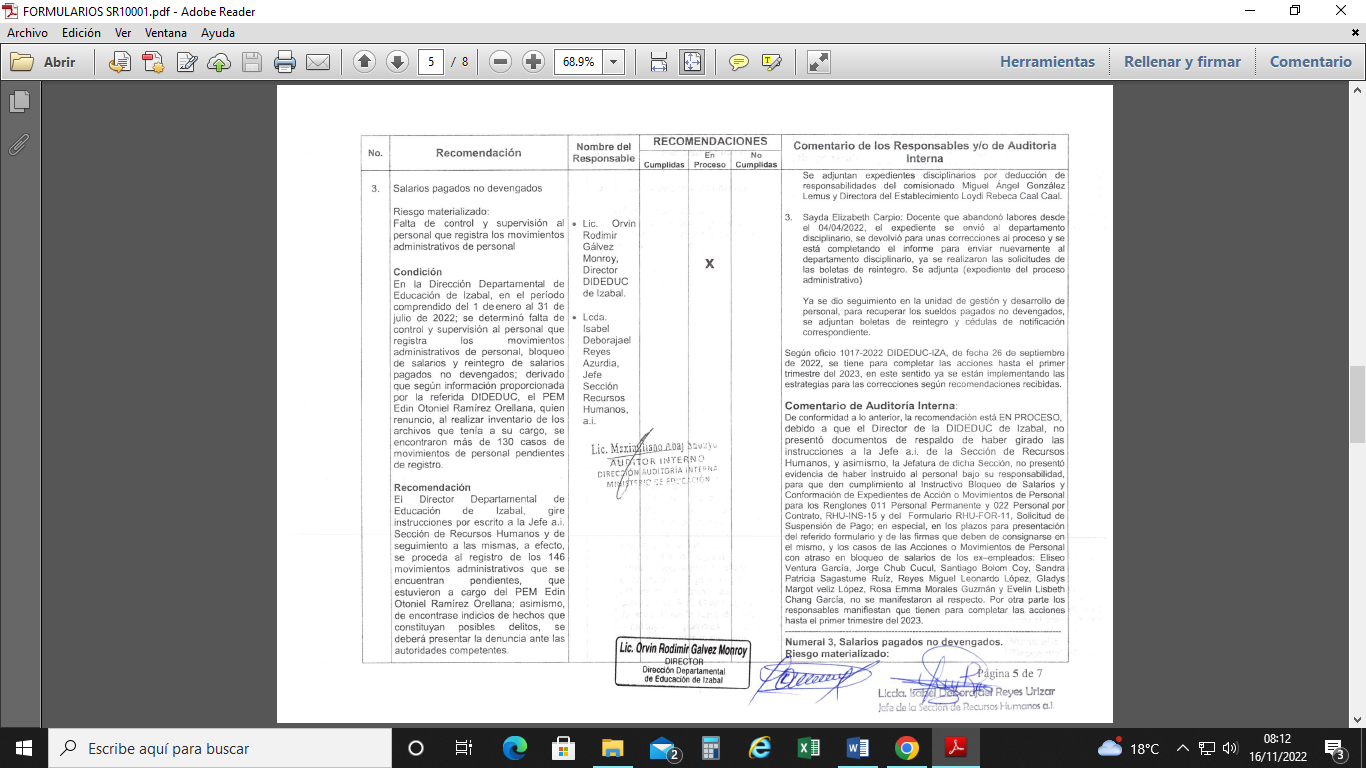 FORMULARIOS SR10001.pdf - Adobe Reader
Archivo Edición Ver Ventana Ayuda
Abrir 5 / 8 68.9% Herramientas Rellenar y firmar Comentario
No.
Recomendación
Nombre del
Responsable
RECOMENDACIONES
Cumplidas
En
Proceso
No
Cumplidas
Comentario de los Responsables y/o de Auditoria
Interna
3. Salarios pagados no devengados
Riesgo materializado:
Falta de control y supervisión al
personal que registra los movimientos
administrativos de personal
Condición
En la Dirección Departamental de
Educación de Izabal, en el período
comprendido del 1 de enero al 31 de
julio de 2022; se determinó falta de
control y supervisión al personal que
registra los movimientos
administrativos de personal, bloqueo
de salarios y reintegro de salarios
pagados no devengados; derivado
que según información proporcionada
por la referida DIDEDUC, el PEM
Edin Otoniel Ramírez Orellana, quien
renuncio, al realizar inventario de los
archivos que tenía a su cargo, se
encontraron más de 130 casos de
movimientos de personal pendientes
de registro.
Recomendación
El Director Departamental de
Educación de Izabal, gire
instrucciones por escrito a la Jefe a.i.
Sección de Recursos Humanos y de
seguimiento a las mismas, a efecto,
se proceda al registro de los 146
movimientos administrativos que se
encuentran pendientes, que
estuvieron a cargo del PEM Edin
Otoniel Ramírez Orellana; asimismo,
de encontrase indicios de hechos que
constituyan posibles delitos, se
deberá presentar la denuncia ante las
autoridades competentes.
• Lic. Orvin
Rodimir
Gálvez
Monroy,
Director
DIDEDUC
de Izabal.
• Lcda.
Isabel
Deborajael
Reyes
Azurdia,
Jefe
Sección
Recursos
Humanos,
a.i.
X
Lic. Maximiliano
AUDITOR INTERNO
DIRECCIÓN AUDITORÍA INTERNA
MINISTERIO DE EDUCACIÓN
Se adjuntan expedientes disciplinarios por deducción de
responsabilidades del comisionado Miguel Ángel González
Lemus y Directora del Establecimiento Loydi Rebeca Caal Caal.
3. Sayda Elizabeth Carpio: Docente que abandonó labores desde
el 04/04/2022, el expediente se envió al departamento
disciplinario, se devolvió para unas correcciones al proceso y se
está completando el informe para enviar nuevamente al
departamento disciplinario, ya se realizaron las solicitudes de
las boletas de reintegro. Se adjunta (expediente del proceso
administrativo)
Ya se dio seguimiento en la unidad de gestión y desarrollo de
personal, para recuperar los sueldos pagados no devengados,
se adjuntan boletas de reintegro y cédulas de notificación
correspondiente.
Según oficio 1017-2022 DIDEDUC-IZA, de fecha 26 de septiembre
de 2022, se tiene para completar las acciones hasta el primer
trimestre del 2023, en este sentido ya se están implementando las
estrategias para las correcciones según recomendaciones recibidas.
Comentario de Auditoría Interna:
De conformidad a lo anterior, la recomendación está EN PROCESO,
debido a que el Director de la DIDEDUC de Izabal, no
presentó documentos de respaldo de haber girado las
instrucciones a la Jefe a.i. de la Sección de Recursos
Humanos, y asimismo, la Jefatura de dicha Sección, no presentó
evidencia de haber instruido al personal bajo su responsabilidad,
para que den cumplimiento al Instructivo Bloqueo de Salarios y
Conformación de Expedientes de Acción o Movimientos de Personal
para los Renglones 011 Personal Permanente y 022 Personal por
Contrato, RHU-INS-15 y del Formulario RHU-FOR-11, Solicitud de
Suspensión de Pago; en especial, en los plazos para presentación
del referido formulario y de las firmas que deben de consignarse en
el mismo, y los casos de las Acciones o Movimientos de Personal
con atraso en bloqueo de salarios de los ex–empleados: Eliseo
Ventura García, Jorge Chub Cucul, Santiago Bolom Coy, Sandra
Patricia Sagastume Ruíz, Reyes Miguel Leonardo López, Gladys
Margot veliz López, Rosa Emma Morales Guzmán y Evelin Lisbeth
Chang García, no se manifestaron al respecto. Por otra parte los
responsables manifiestan que tienen para completar las acciones
hasta el primer trimestre del 2023.
Numeral 3, Salarios pagados no devengados.
Riesgo materializado:
Lic. Orvin Rodimir Galvez Monroy
DIRECTOR
Dirección Departamental
de Educación de Izabal
Página 5 de 7
Licda. Isabel Deborajael Reyes Urizar
Jefe de la Sección de Recursos Humanos a.i.
Escribe aquí para buscar
2
18°C
08:12
16/11/2022
3